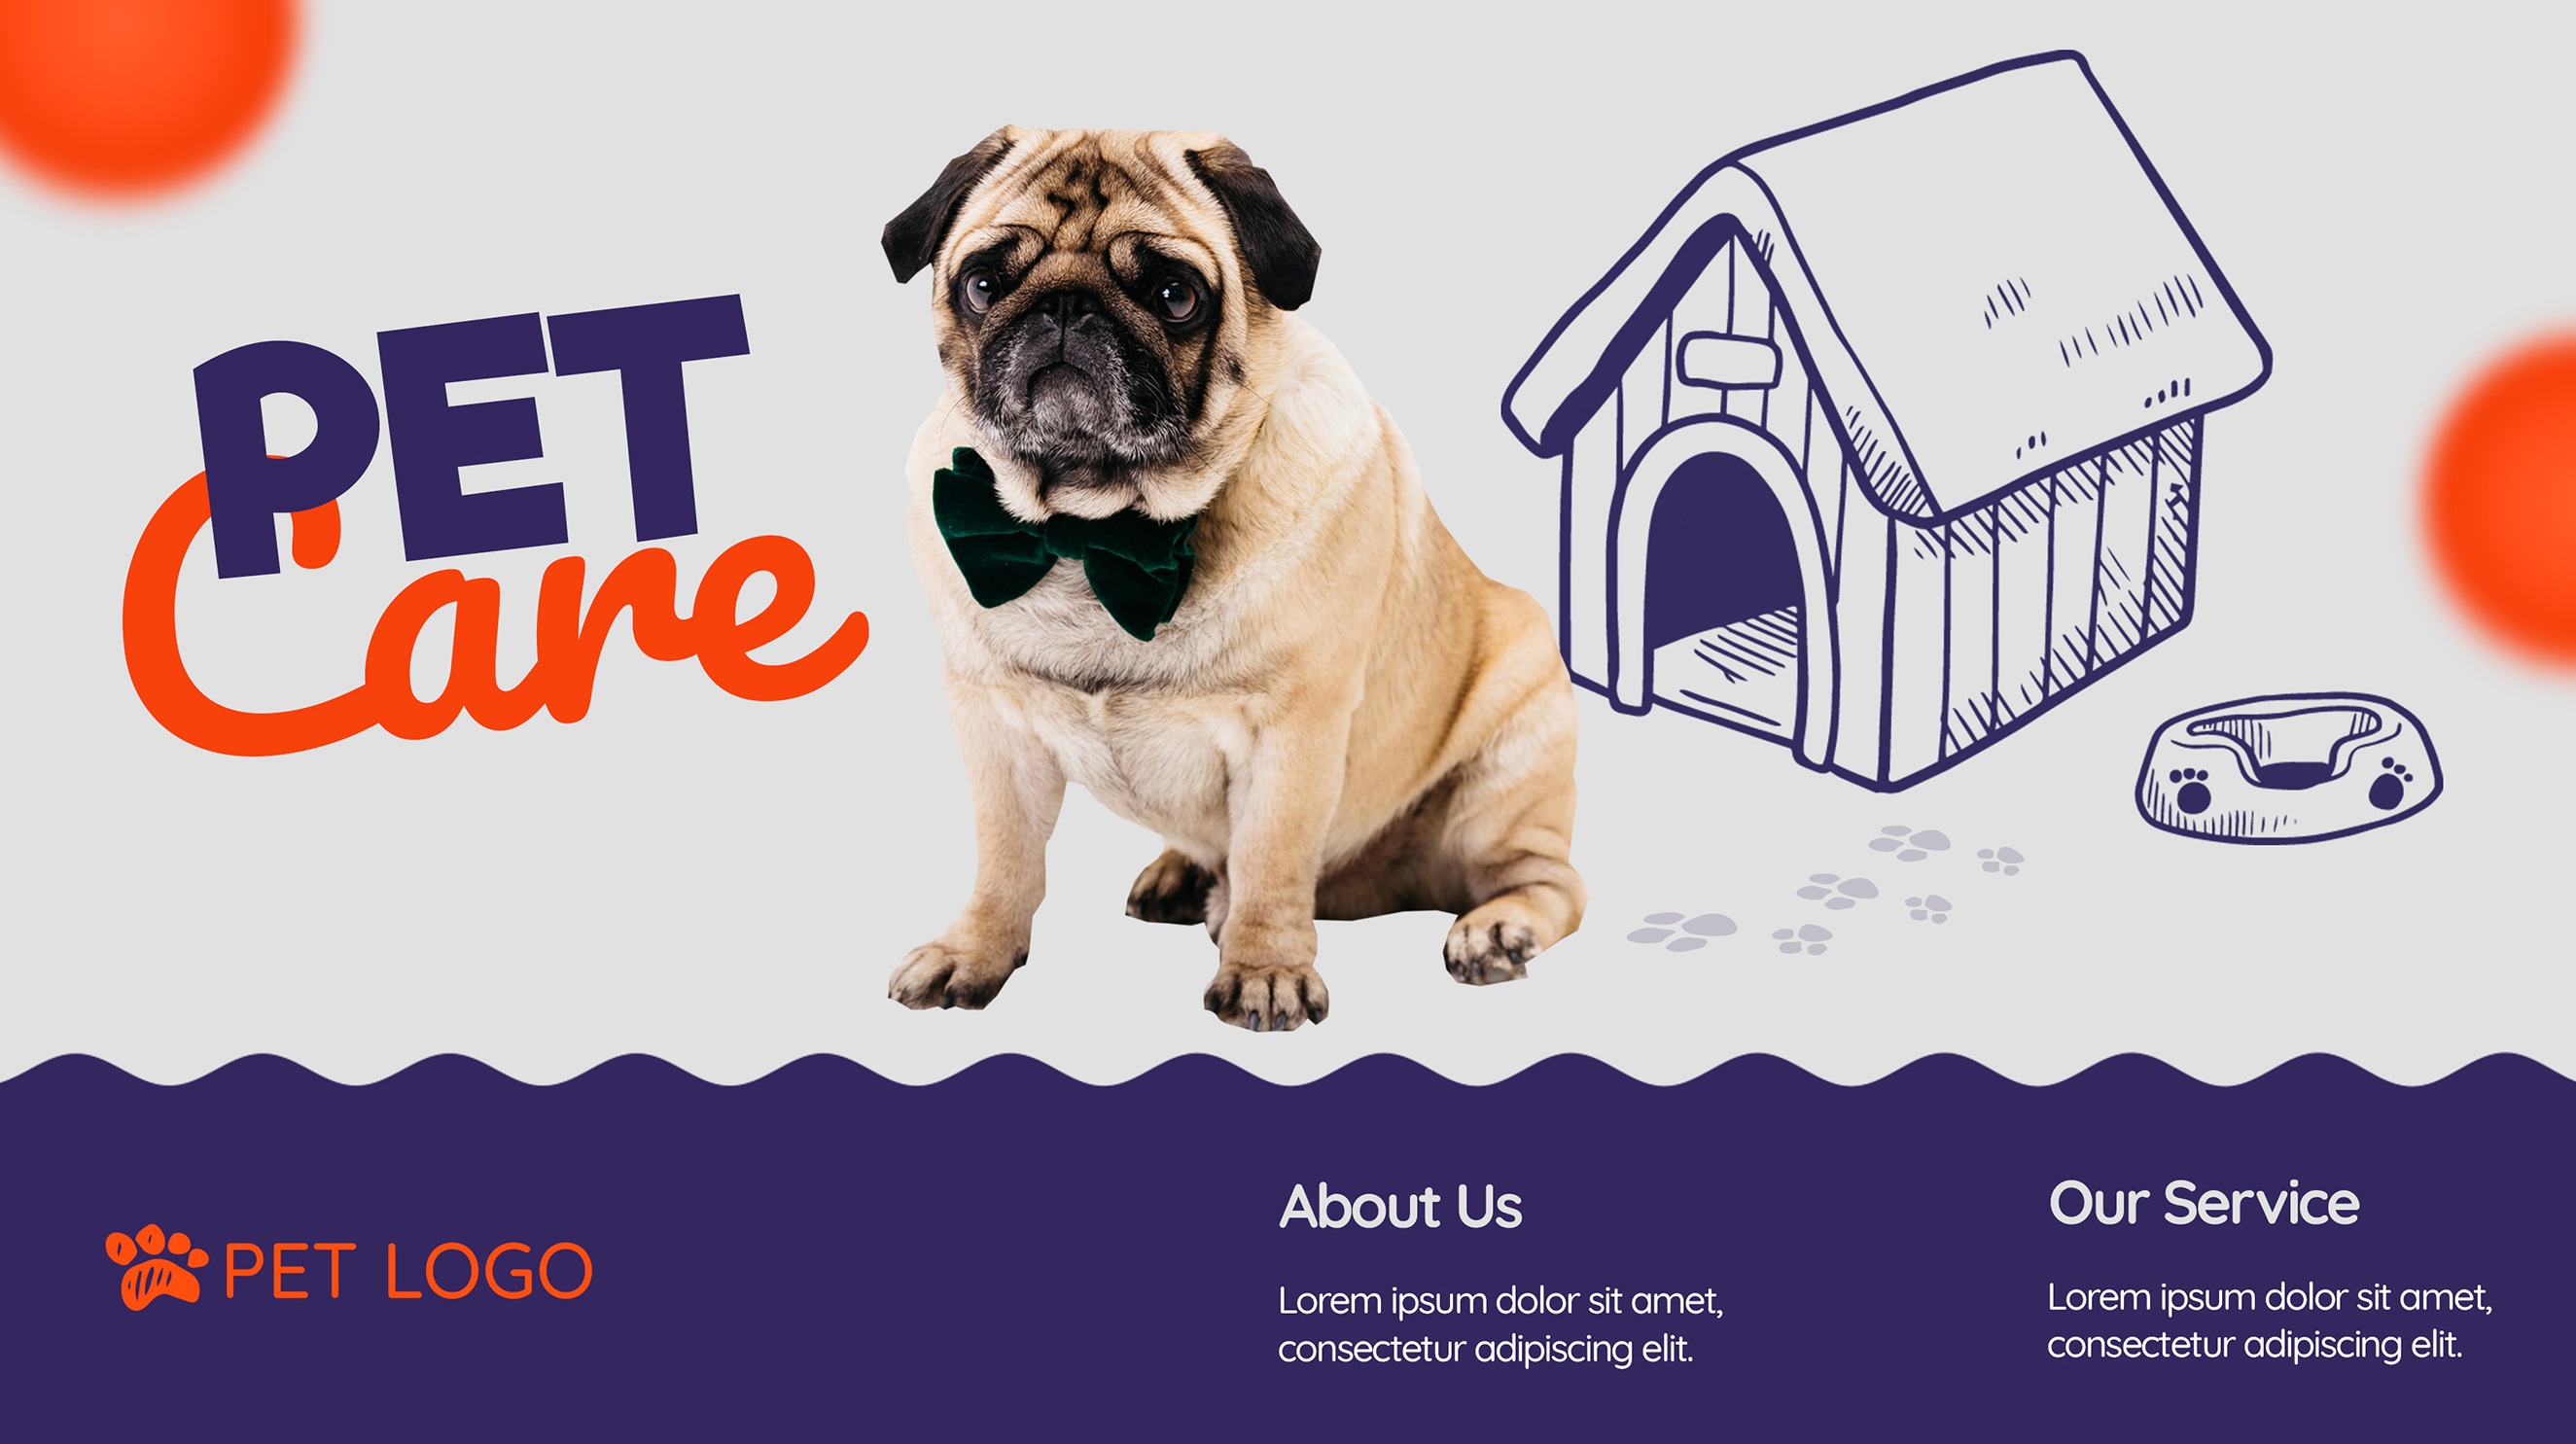 PET
Care
PET LOGO
About Us
Lorem ipsum dolor sit amet,
consectetur adipiscing elit.
Our Service
Lorem ipsum dolor sit amet,
consectetur adipiscing elit.